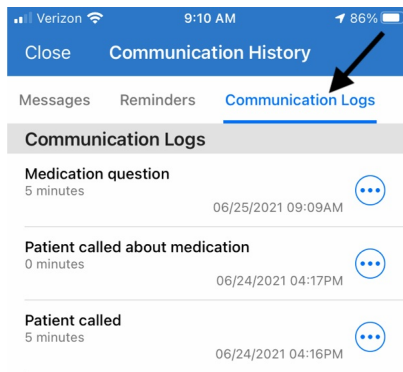 Verizon 9:10 AM 86%
Close Communication History
Messages Reminders Communication Logs
Communication Logs
Medication question
5 minutes
06/25/2021 09:09AM
Patient called about medication
0 minutes
06/24/2021 04:17PM
Patient called
5 minutes
06/24/2021 04:16PM